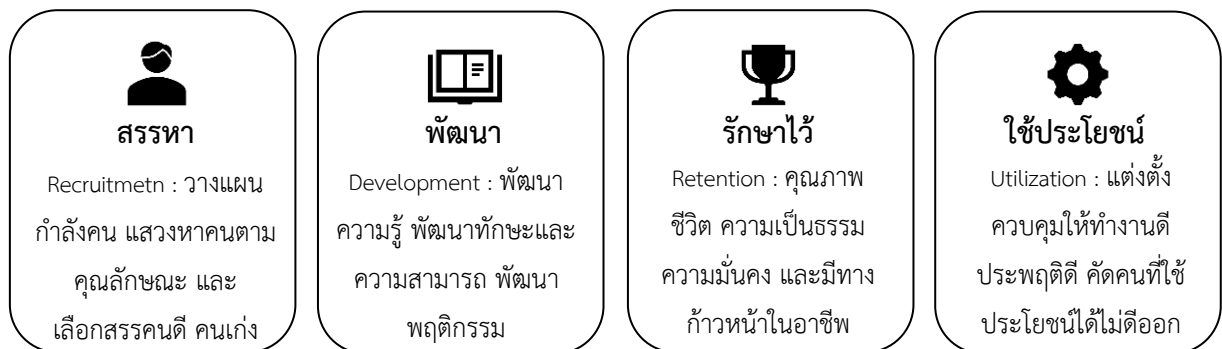 สรรหา
Recruitmetn : วางแผน
กำลังคน แสวงหาคนตาม
คุณลักษณะ และ
เลือกสรรคนดี คนเก่ง
พัฒนา
Development : พัฒนา
ความรู้ พัฒนาทักษะและ
ความสามารถ พัฒนา
พฤติกรรม
รักษาไว้
Retention : คุณภาพ
ชีวิต ความเป็นธรรม
ความมั่นคง และมีทาง
ก้าวหน้าในอาชีพ
ใช้ประโยชน์
Utilization : แต่งตั้ง
ควบคุมให้ทำงานดี
ประพฤติดี คัดคนที่ใช้
ประโยชน์ได้ไม่ดีออก